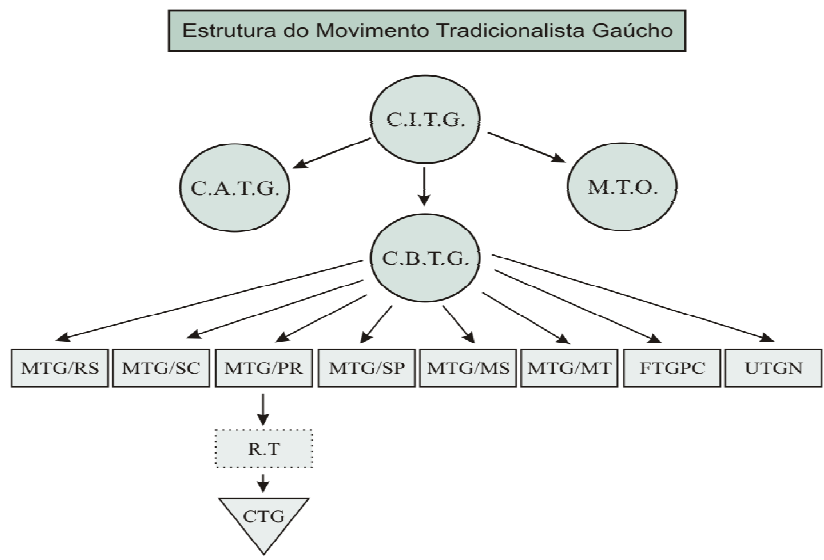 Estrutura do Movimento Tradicionalista Gaúcho
C.I.T.G.
C.A.T.G.
M.T.O.
C.B.T.G.
MTG/RS
MTG/SC
MTG/PR
MTG/SP
MTG/MS
MTG/MT
FTGPC
UTGN
R.T
CTG